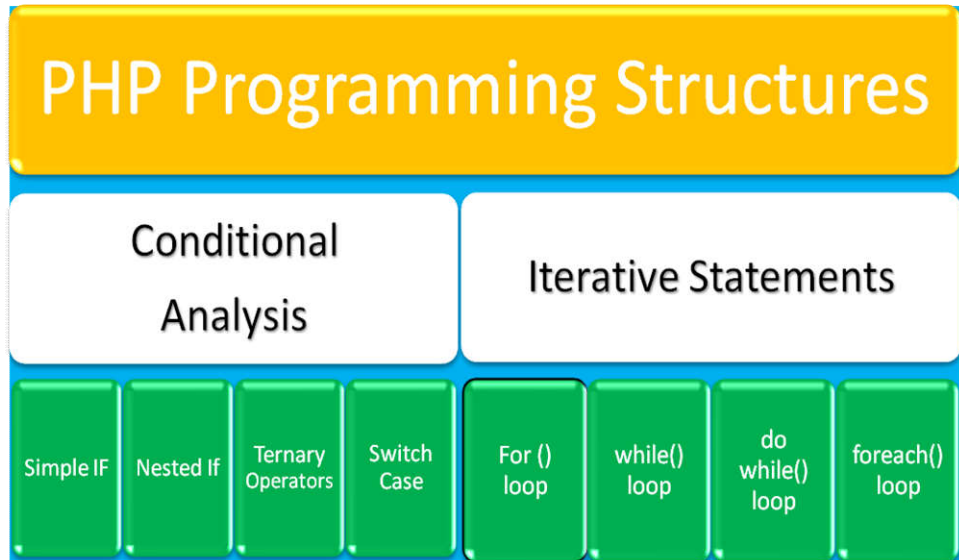 PHP Programming Structures
Conditional
Analysis
Iterative Statements
Simple IF
Nested If
Ternary
Operators
Switch
Case
For ()
loop
while()
loop
do
while()
loop
foreach()
loop